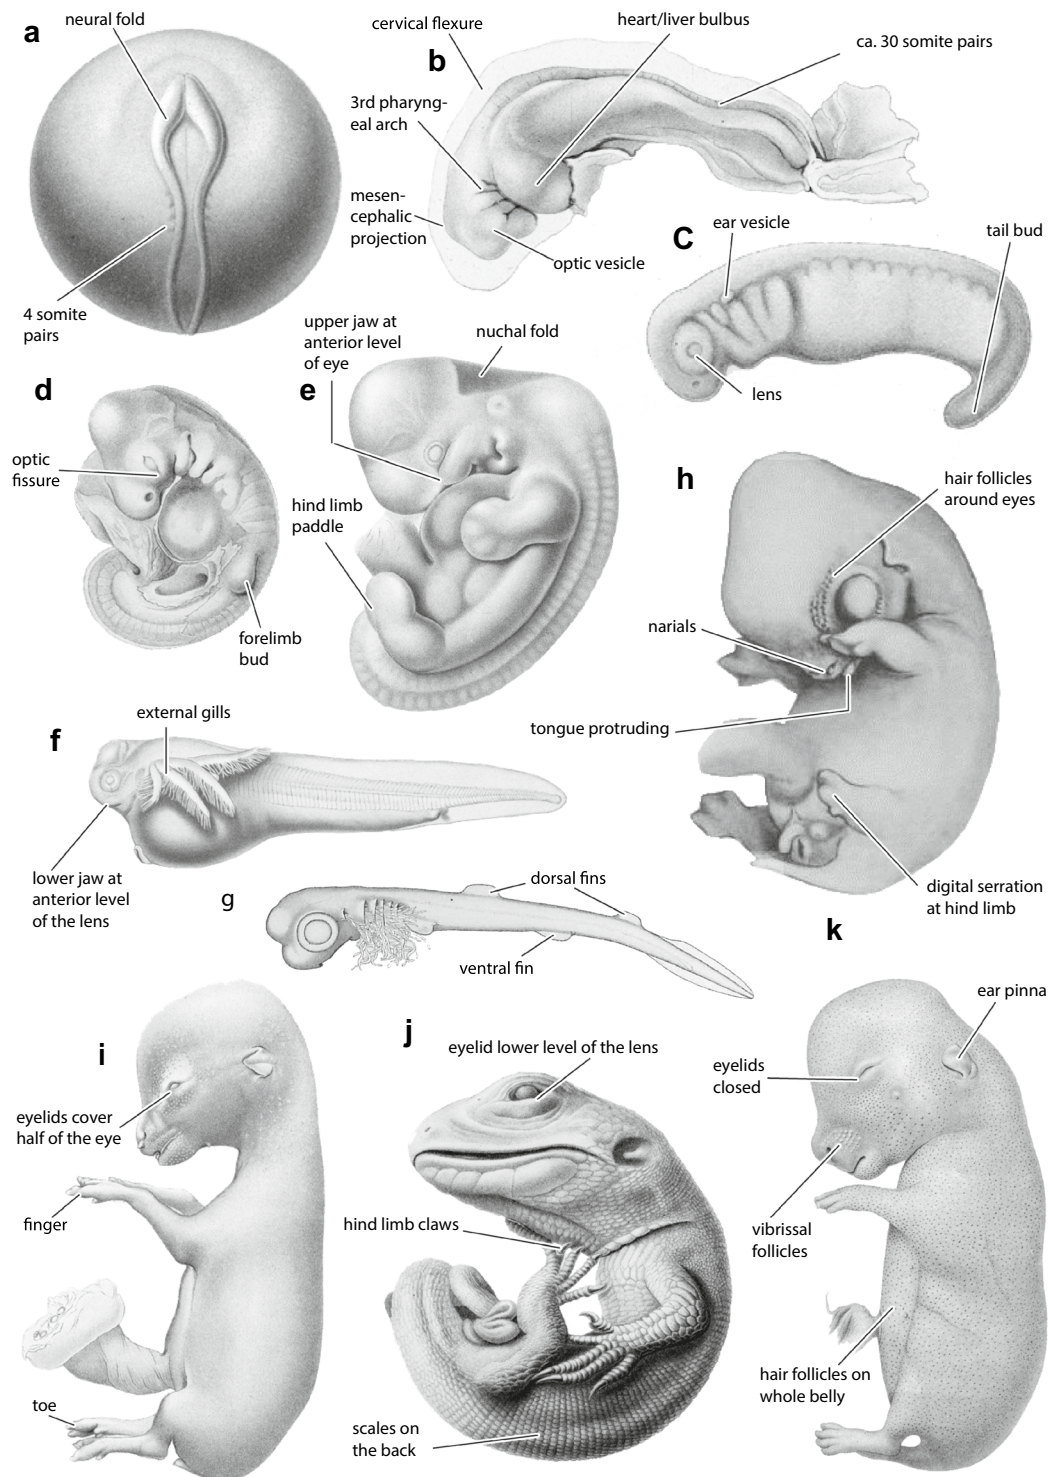 a
neural fold
4 somite
pairs
b
cervical flexure
heart/liver bulbus
ca. 30 somite pairs
3rd pharyng-
eal arch
mesen-
cephalic
projection
optic vesicle
C
ear vesicle
tail bud
lens
d
optic
fissure
forelimb
bud
e
upper jaw at
anterior level
of eye
nuchal fold
hind limb
paddle
h
hair follicles
around eyes
narials
tongue protruding
digital serration
at hind limb
f
external gills
lower jaw at
anterior level
of the lens
g
dorsal fins
ventral fin
i
eyelids cover
half of the eye
finger
toe
j
eyelid lower level of the lens
hind limb claws
scales on
the back
k
ear pinna
eyelids
closed
vibrissal
follicles
hair follicles on
whole belly